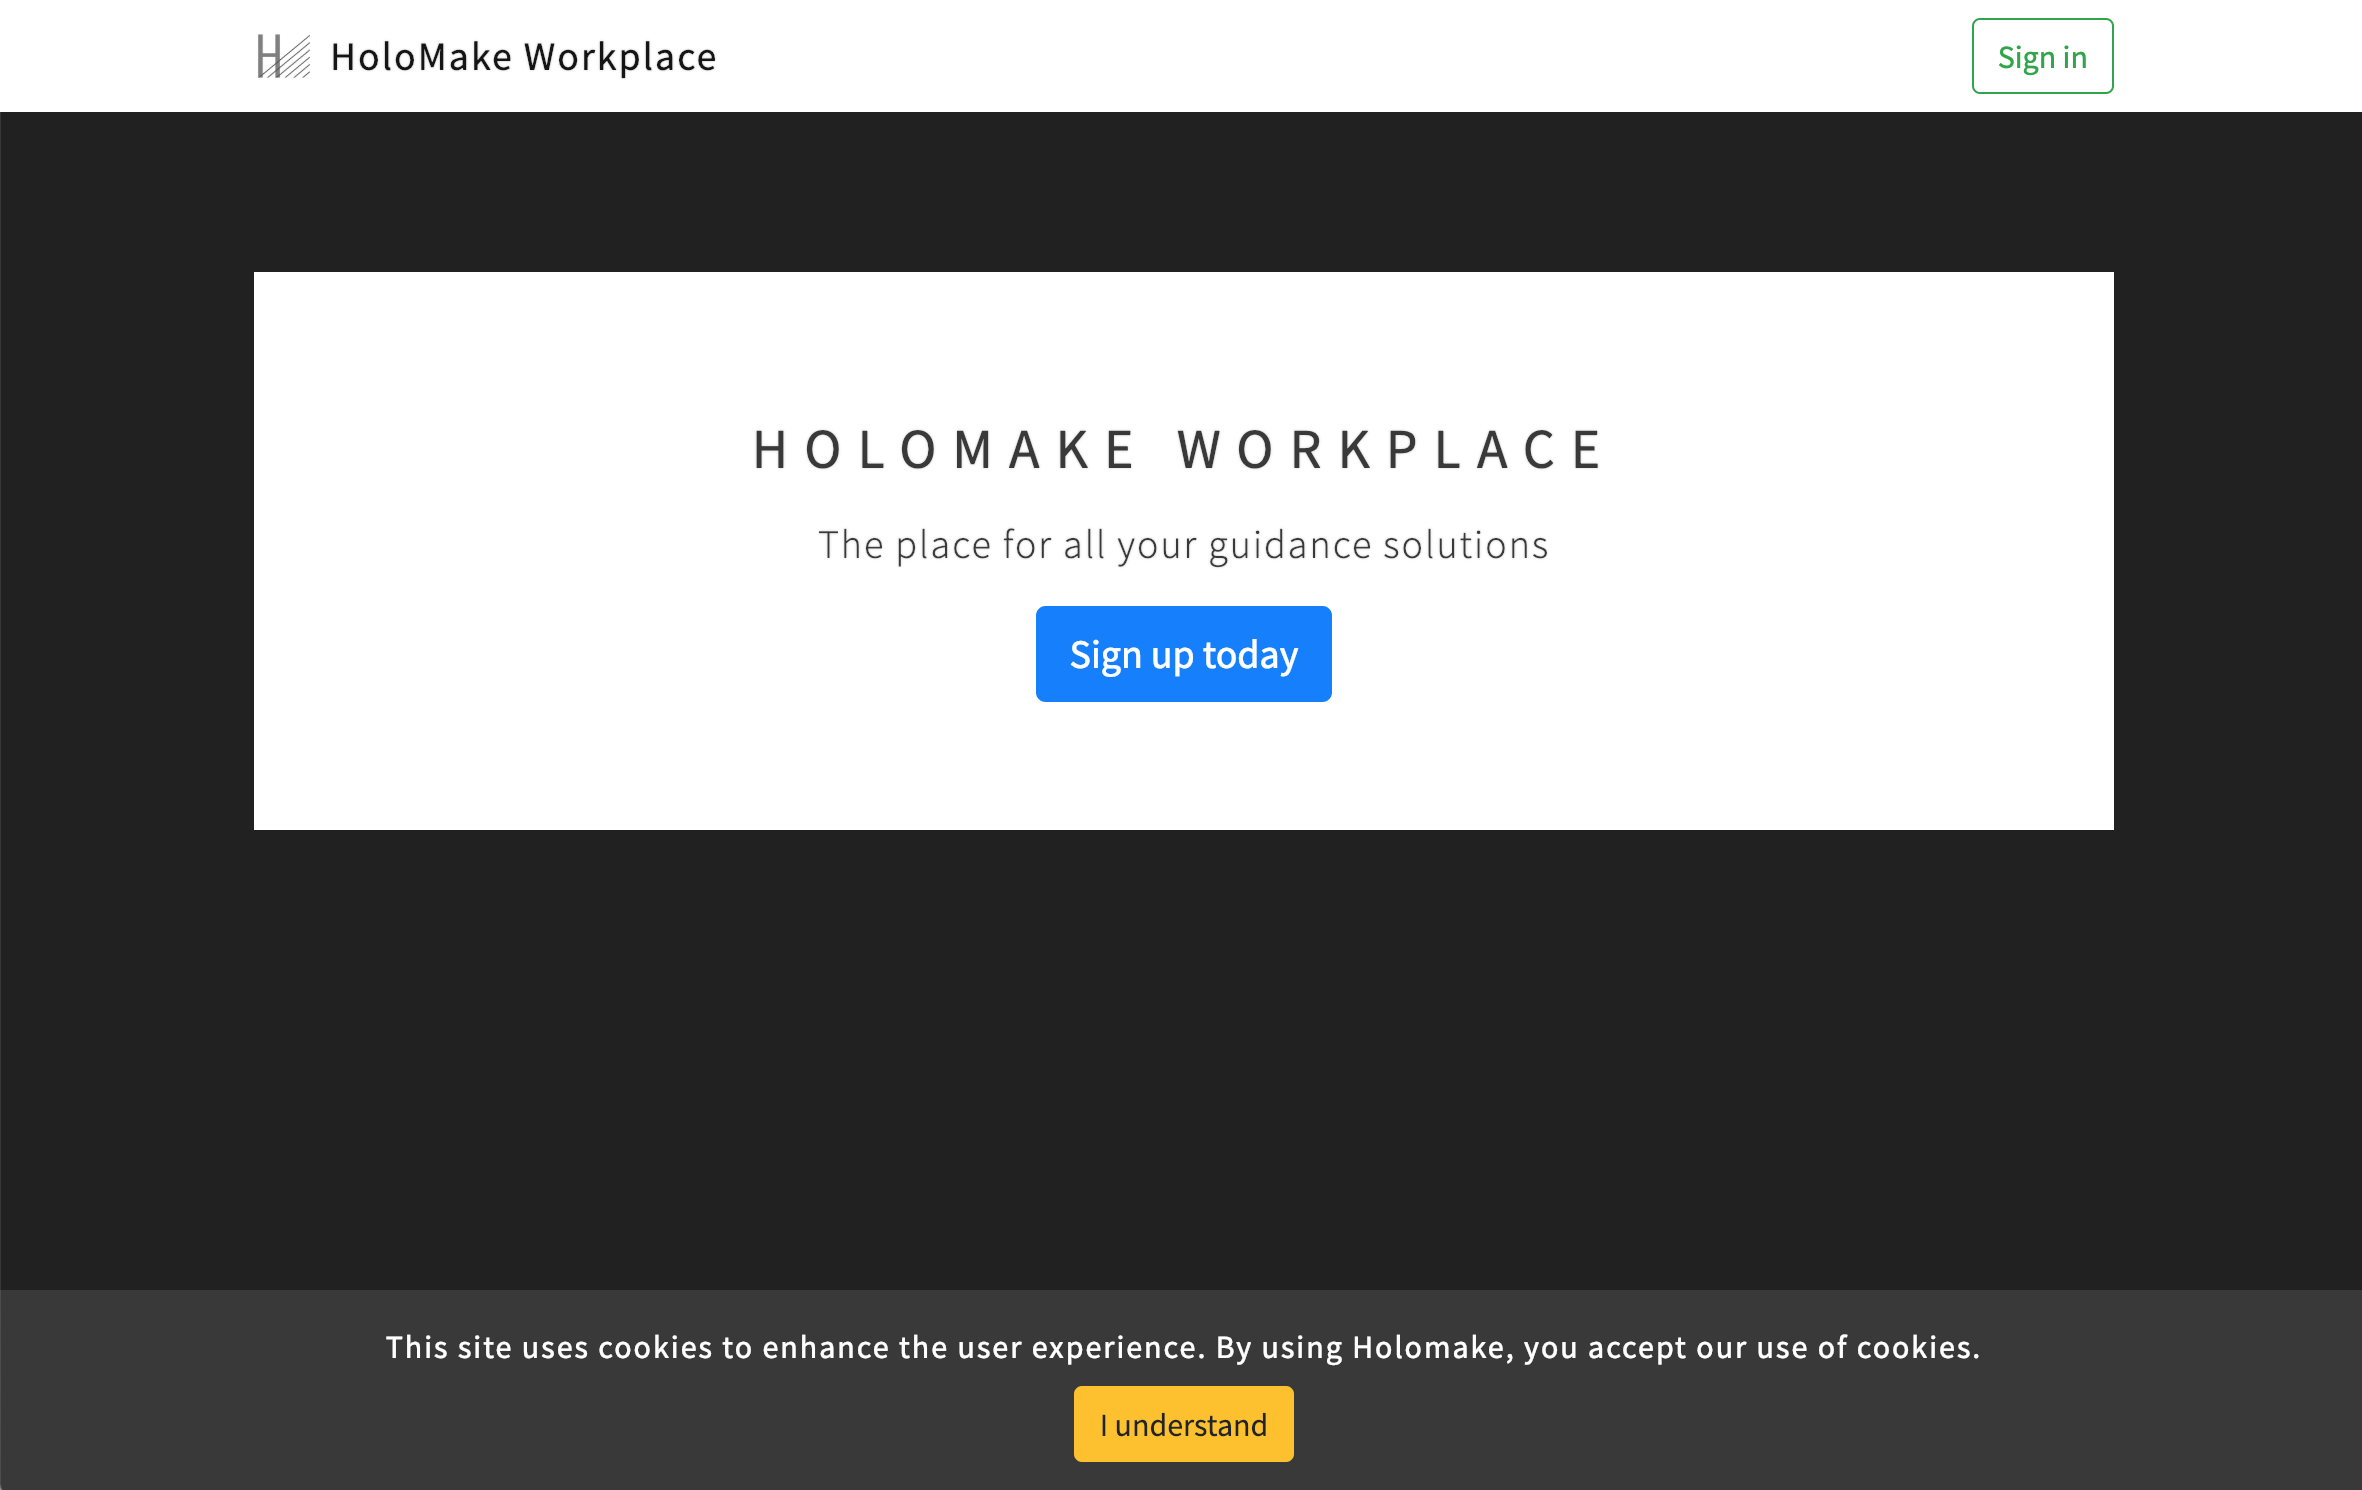 HoloMake Workplace
Sign in
HOLOMAKE WORKPLACE
The place for all your guidance solutions
Sign up today
This site uses cookies to enhance the user experience. By using Holomake, you accept our use of cookies.
I understand